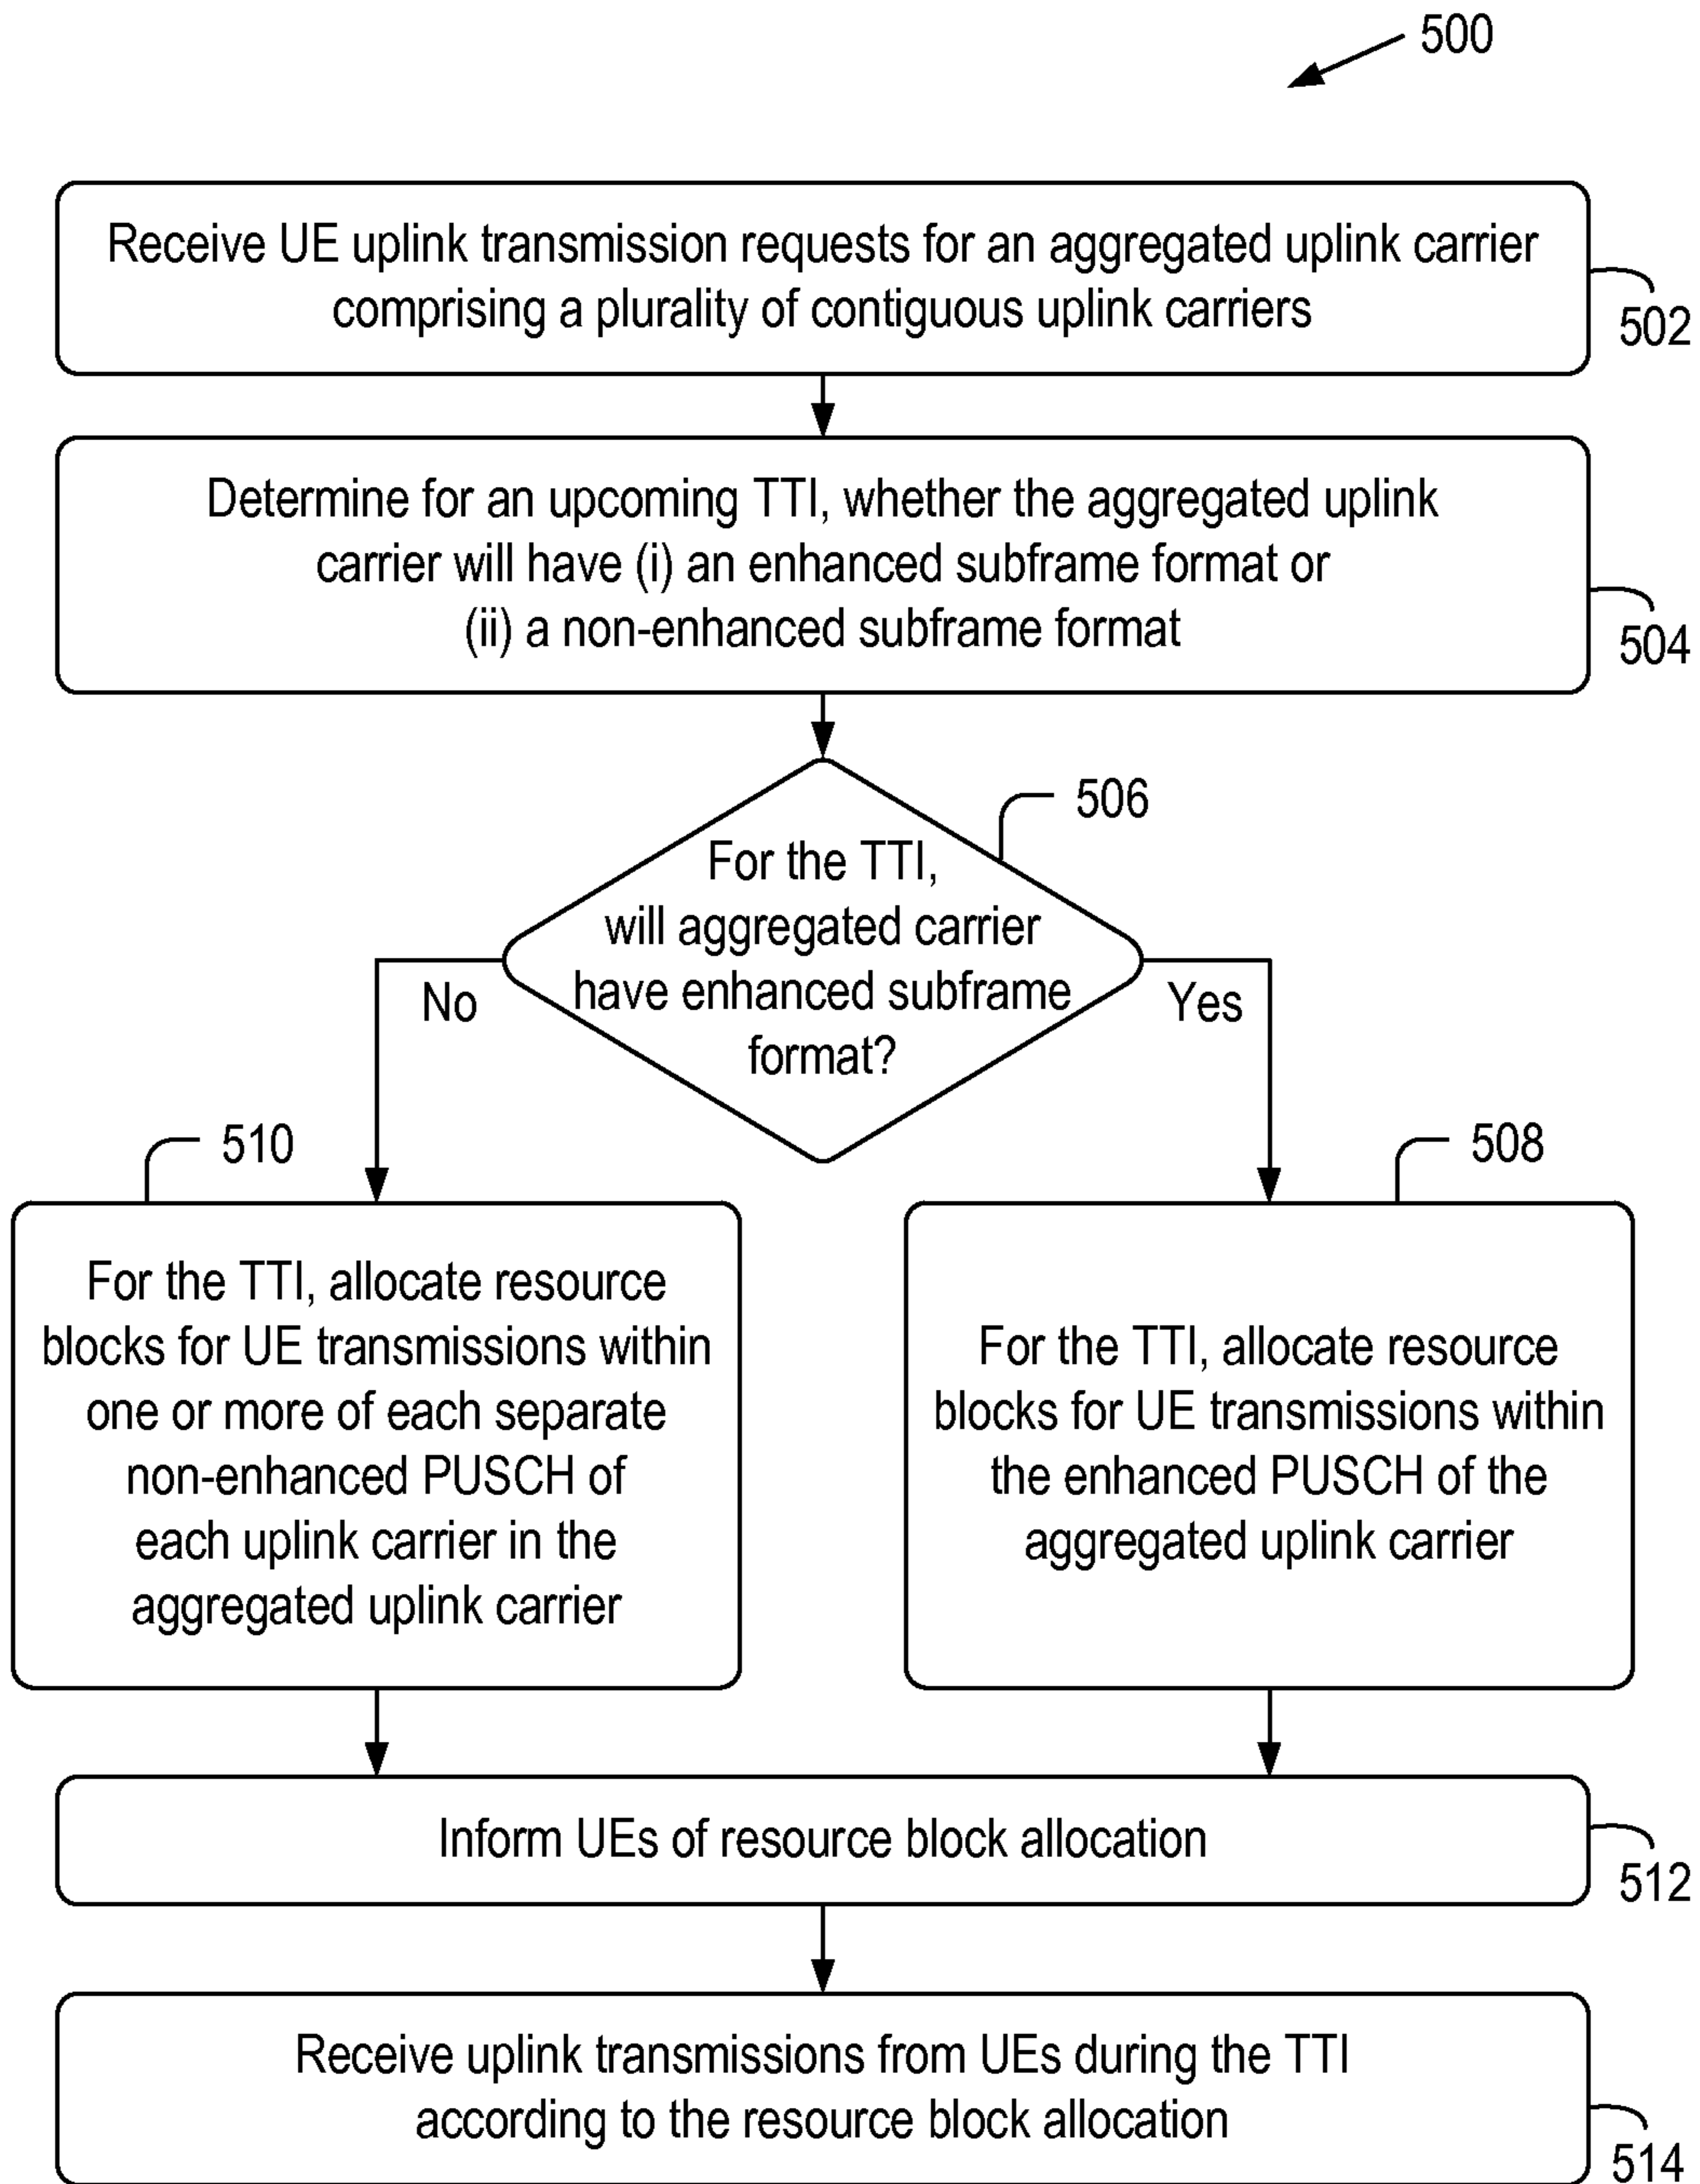 500
Receive UE uplink transmission requests for an aggregated uplink carrier
comprising a plurality of contiguous uplink carriers
502
Determine for an upcoming TTI, whether the aggregated uplink
carrier will have (i) an enhanced subframe format or
(ii) a non-enhanced subframe format
504
506
For the TTI,
will aggregated carrier
have enhanced subframe
format?
No
Yes
510
For the TTI, allocate resource
blocks for UE transmissions within
one or more of each separate
non-enhanced PUSCH of
each uplink carrier in the
aggregated uplink carrier
508
For the TTI, allocate resource
blocks for UE transmissions within
the enhanced PUSCH of the
aggregated uplink carrier
Inform UEs of resource block allocation
512
Receive uplink transmissions from UEs during the TTI
according to the resource block allocation
514